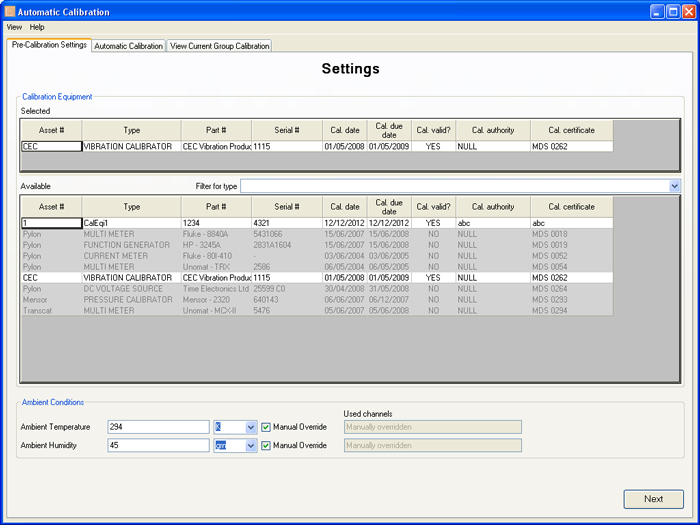 Automatic Calibration
View Help
Pre-Calibration Settings Automatic Calibration View Current Group Calibration
Settings
Calibration Equipment
Selected
Asset # Type Part # Serial # Cal. date Cal. due date Cal. valid? Cal. authority Cal. certificate
CEC VIBRATION CALIBRATOR CEC Vibration Produc 1115 01/05/2008 01/05/2009 YES NULL MDS 0262
Available Filter for type
Asset # Type Part # Serial # Cal. date Cal. due date Cal. valid? Cal. authority Cal. certificate
1 CalEqi1 1234 4321 12/12/2012 12/12/2012 YES abc abc
Pylon MULTI METER Fluke - 8840A 5431066 15/06/2007 15/06/2008 NO NULL MDS 0018
Pylon FUNCTION GENERATOR HP - 3245A 2831A1604 15/06/2007 15/06/2008 NO NULL MDS 0019
Pylon CURRENT METER Fluke - 80I-410 - 03/06/2004 03/06/2006 NO NULL MDS 0052
Pylon MULTI METER Unomat - TRX 2586 06/05/2004 06/05/2005 NO NULL MDS 0054
CEC VIBRATION CALIBRATOR CEC Vibration Produc 1115 01/05/2008 01/05/2009 YES NULL MDS 0262
Pylon DC VOLTAGE SOURCE Time Electronics Ltd 25599 C0 30/04/2008 31/05/2008 NO NULL MDS 0264
Mensor PRESSURE CALIBRATOR Mensor - 2320 640143 06/06/2007 06/12/2007 NO NULL MDS 0293
Transcat MULTI METER Unomat - MCX-II 5476 05/06/2007 05/06/2008 NO NULL MDS 0294
Ambient Conditions
Used channels
Ambient Temperature 294 K Manual Override Manually overridden
Ambient Humidity 45 gm Manual Override Manually overridden
Next